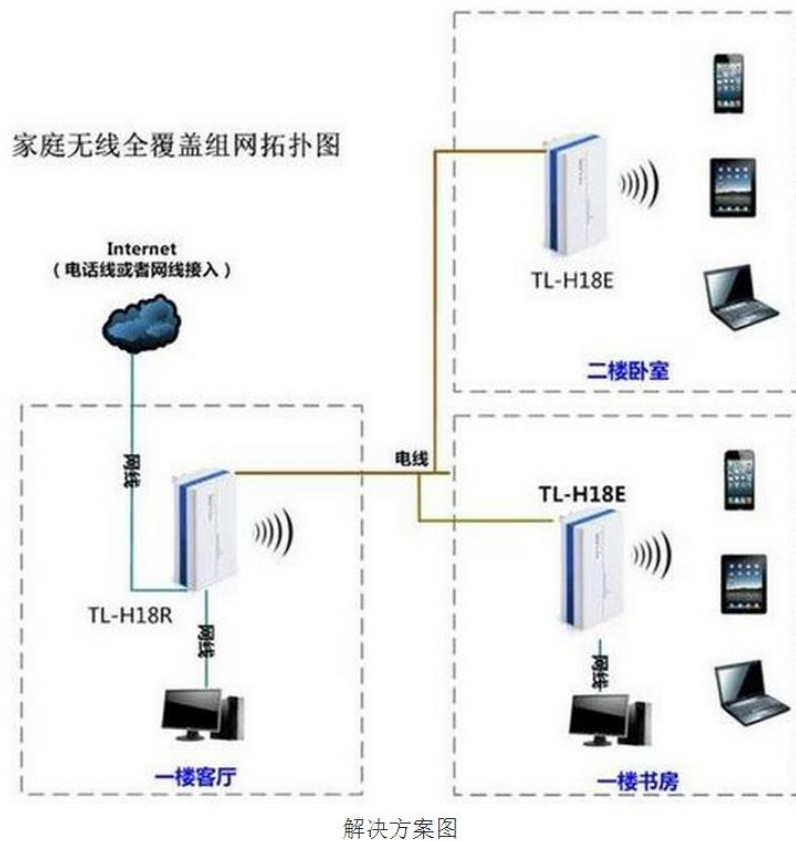 家庭无线全覆盖组网拓扑图
Internet
（电话线或者网线接入）
TL-H18E
二楼卧室
网线
电线
TL-H18R
网线
一楼客厅
TL-H18E
网线
一楼书房
解决方案图